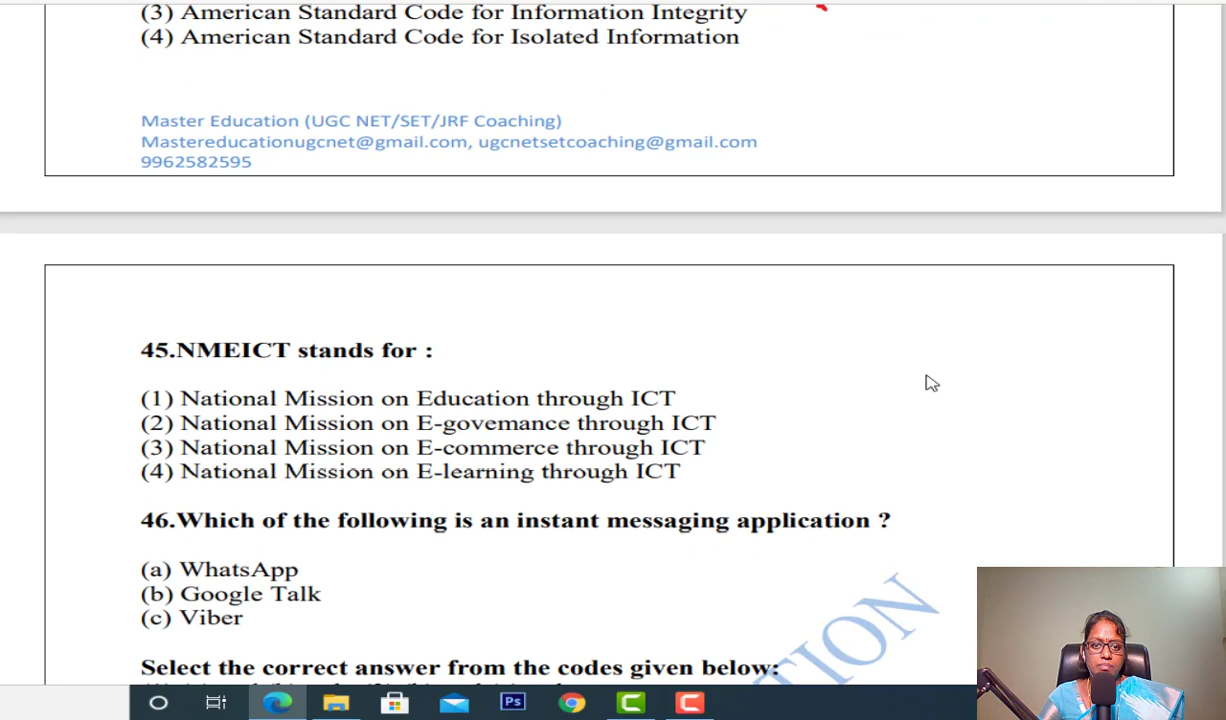 (3) American Standard Code for Information Integrity
(4) American Standard Code for Isolated Information
Master Education (UGC NET/SET/JRF Coaching)
Mastereducationugcnet@gmail.com, ugcnetsetcoaching@gmail.com
9962582595
45.NMEICT stands for :
(1) National Mission on Education through ICT
(2) National Mission on E-govemance through ICT
(3) National Mission on E-commerce through ICT
(4) National Mission on E-learning through ICT
46.Which of the following is an instant messaging application ?
(a) WhatsApp
(b) Google Talk
(c) Viber
TION
Select the correct answer from the codes given below:
Ps